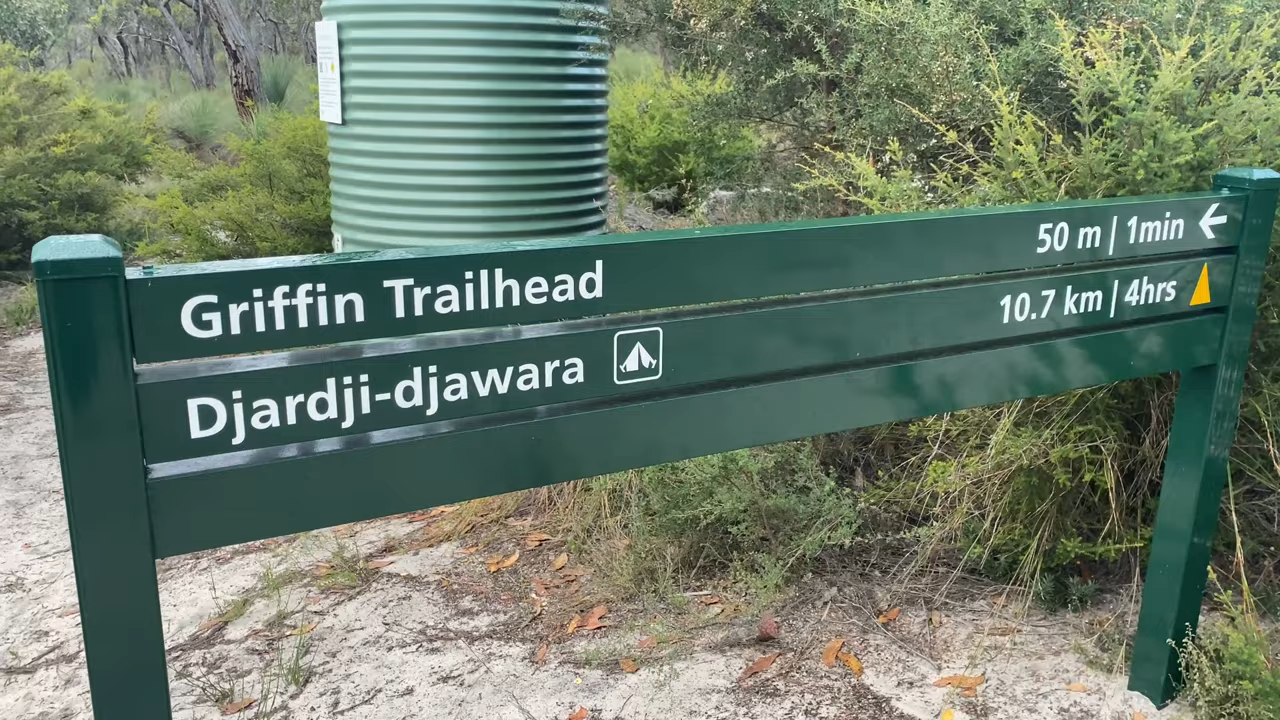 Griffin Trailhead 50 m | 1min
Djardji-djawara 10.7 km | 4hrs